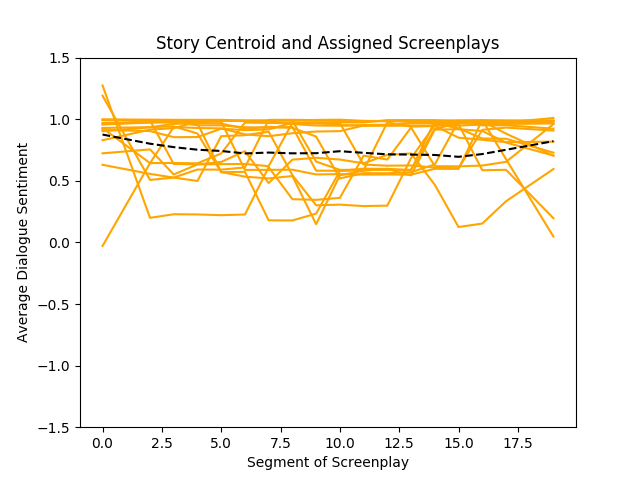 Story Centroid and Assigned Screenplays
1.5
1.0
0.5
0.0
−0.5
−1.0
−1.5
Average Dialogue Sentiment
0.0 2.5 5.0 7.5 10.0 12.5 15.0 17.5
Segment of Screenplay